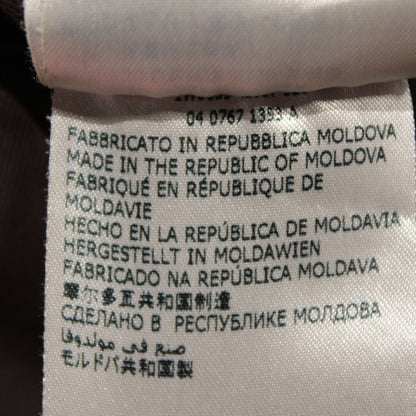 04 0767 1353 A
FABBRICATO IN REPUBBLICA MOLDOVA
MADE IN THE REPUBLIC OF MOLDOVA
FABRIQUÉ EN RÉPUBLIQUE DE
MOLDAVIE
HECHO EN LA REPÚBLICA DE MOLDAVIA
HERGESTELLT IN MOLDAWIEN
FABRICADO NA REPÚBLICA MOLDAVA
摩尔多瓦共和國制造
СДЕЛАНО В РЕСПУБЛИКЕ МОЛДОВА
صنع في مولدوفا
モルドバ共和国製